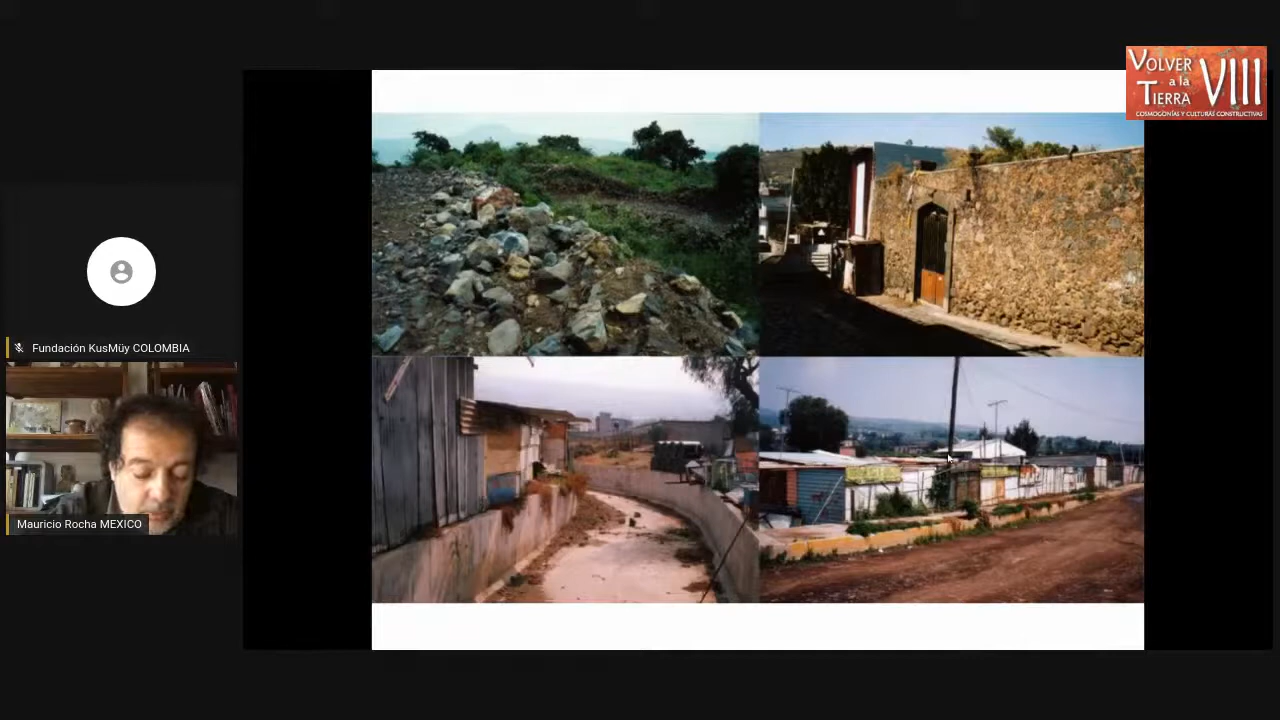 VOLVER
a la
TIERRA
VIII
COSMOGONÍAS Y CULTURAS CONSTRUCTIVAS
Fundación KusMüy COLOMBIA
Mauricio Rocha MEXICO